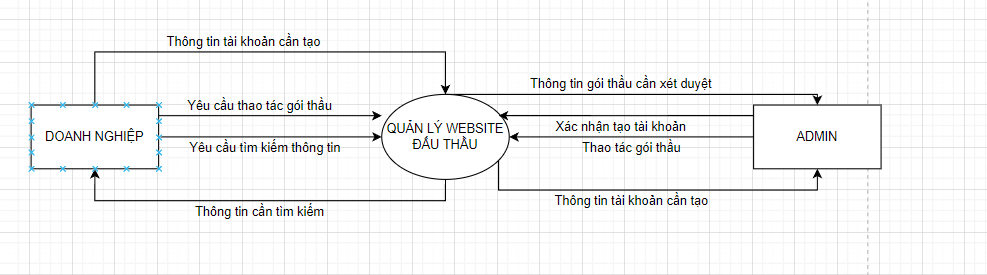 Thông tin tài khoản cần tạo
Thông tin gói thầu cần xét duyệt
Yêu cầu thao tác gói thầu
DOANH NGHIỆP
Yêu cầu tìm kiếm thông tin
QUẢN LÝ WEBSITE
ĐẤU THẦU
Xác nhận tạo tài khoản
Thao tác gói thầu
ADMIN
Thông tin cần tìm kiếm
Thông tin tài khoản cần tạo